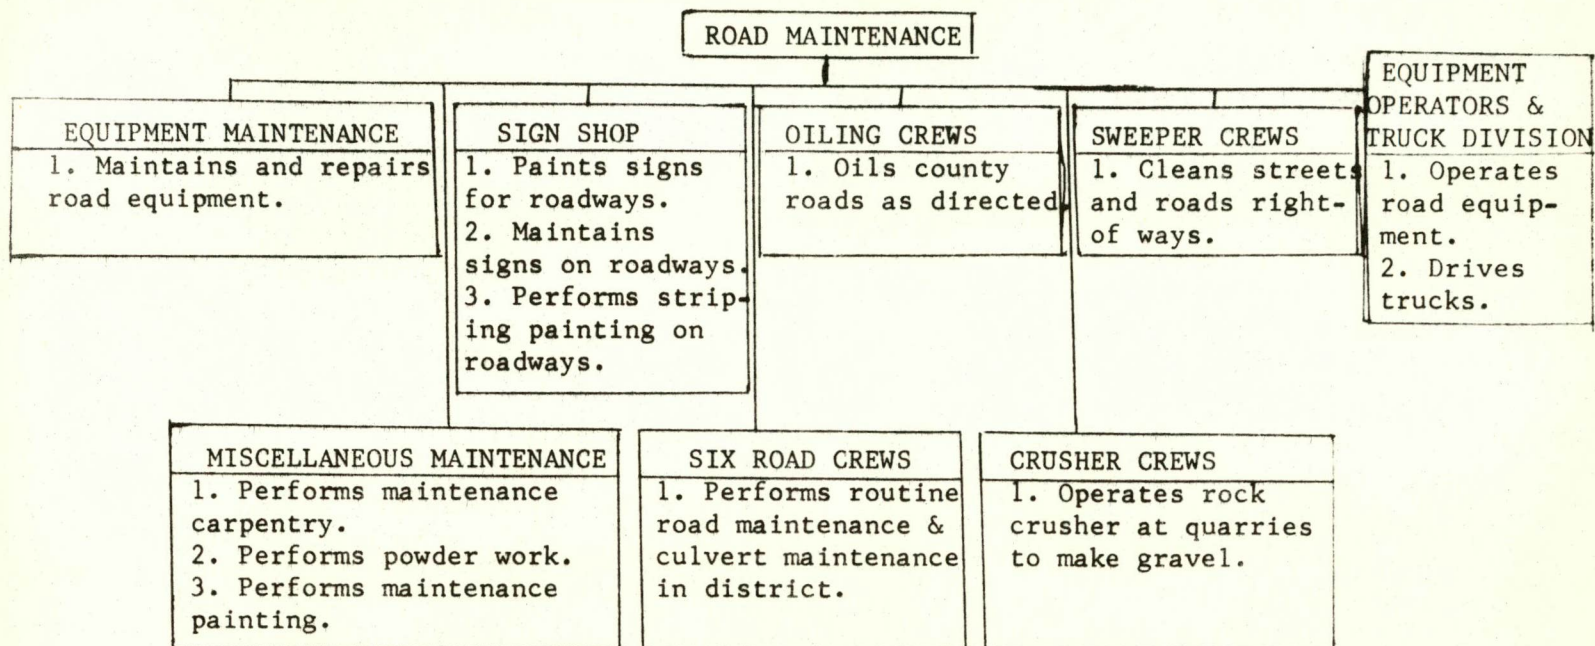 ROAD MAINTENANCE
EQUIPMENT MAINTENANCE
1. Maintains and repairs
road equipment.
SIGN SHOP
1. Paints signs
for roadways.
2. Maintains
signs on roadways.
3. Performs strip-
ing painting on
roadways.
OILING CREWS
1. Oils county
roads as directed
SWEEPER CREWS
1. Cleans streets
and roads right-
of ways.
EQUIPMENT
OPERATORS &
TRUCK DIVISION
1. Operates
road equip-
ment.
2. Drives
trucks.
MISCELLANEOUS MAINTENANCE
1. Performs maintenance
carpentry.
2. Performs powder work.
3. Performs maintenance
painting.
SIX ROAD CREWS
1. Performs routine
road maintenance &
culvert maintenance
in district.
CRUSHER CREWS
1. Operates rock
crusher at quarries
to make gravel.